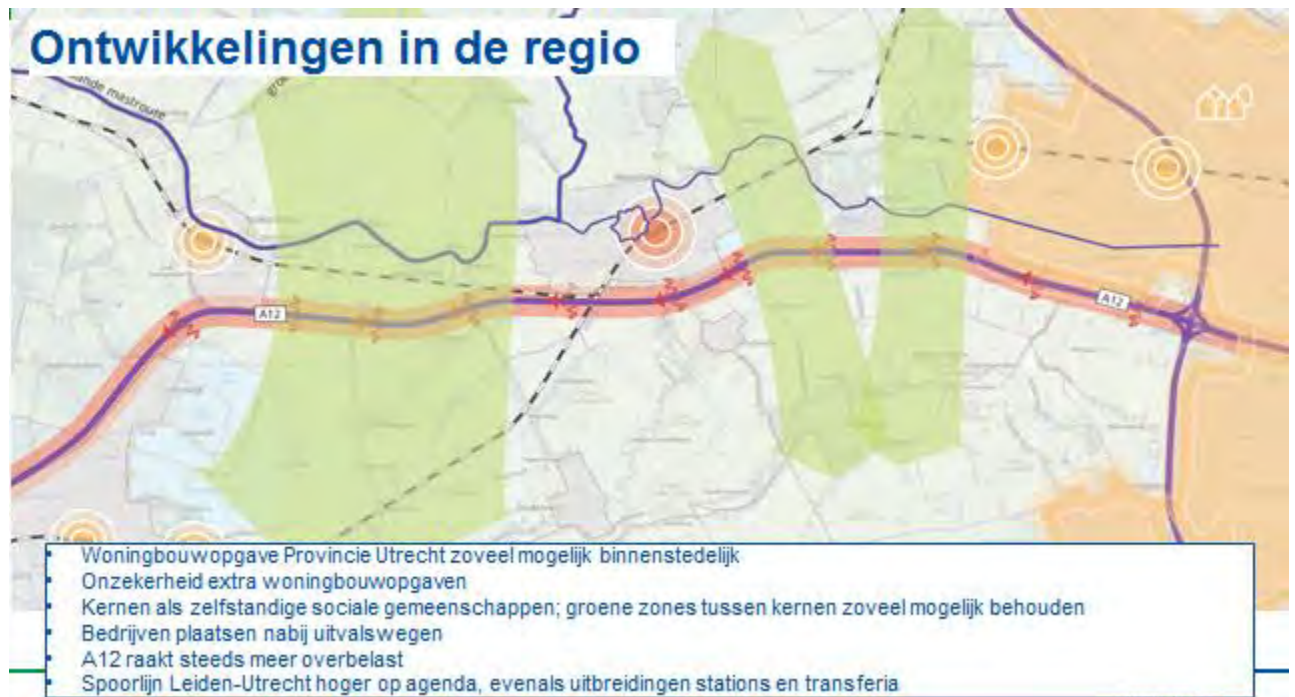 Ontwikkelingen in de regio
mastroute
A12
A12
Woningbouwopgave Provincie Utrecht zoveel mogelijk binnenstedelijk
Onzekerheid extra woningbouwopgaven
Kernen als zelfstandige sociale gemeenschappen; groene zones tussen kernen zoveel mogelijk behouden
Bedrijven plaatsen nabij uitvalswegen
A12 raakt steeds meer overbelast
Spoorlijn Leiden-Utrecht hoger op agenda, evenals uitbreidingen stations en transferia